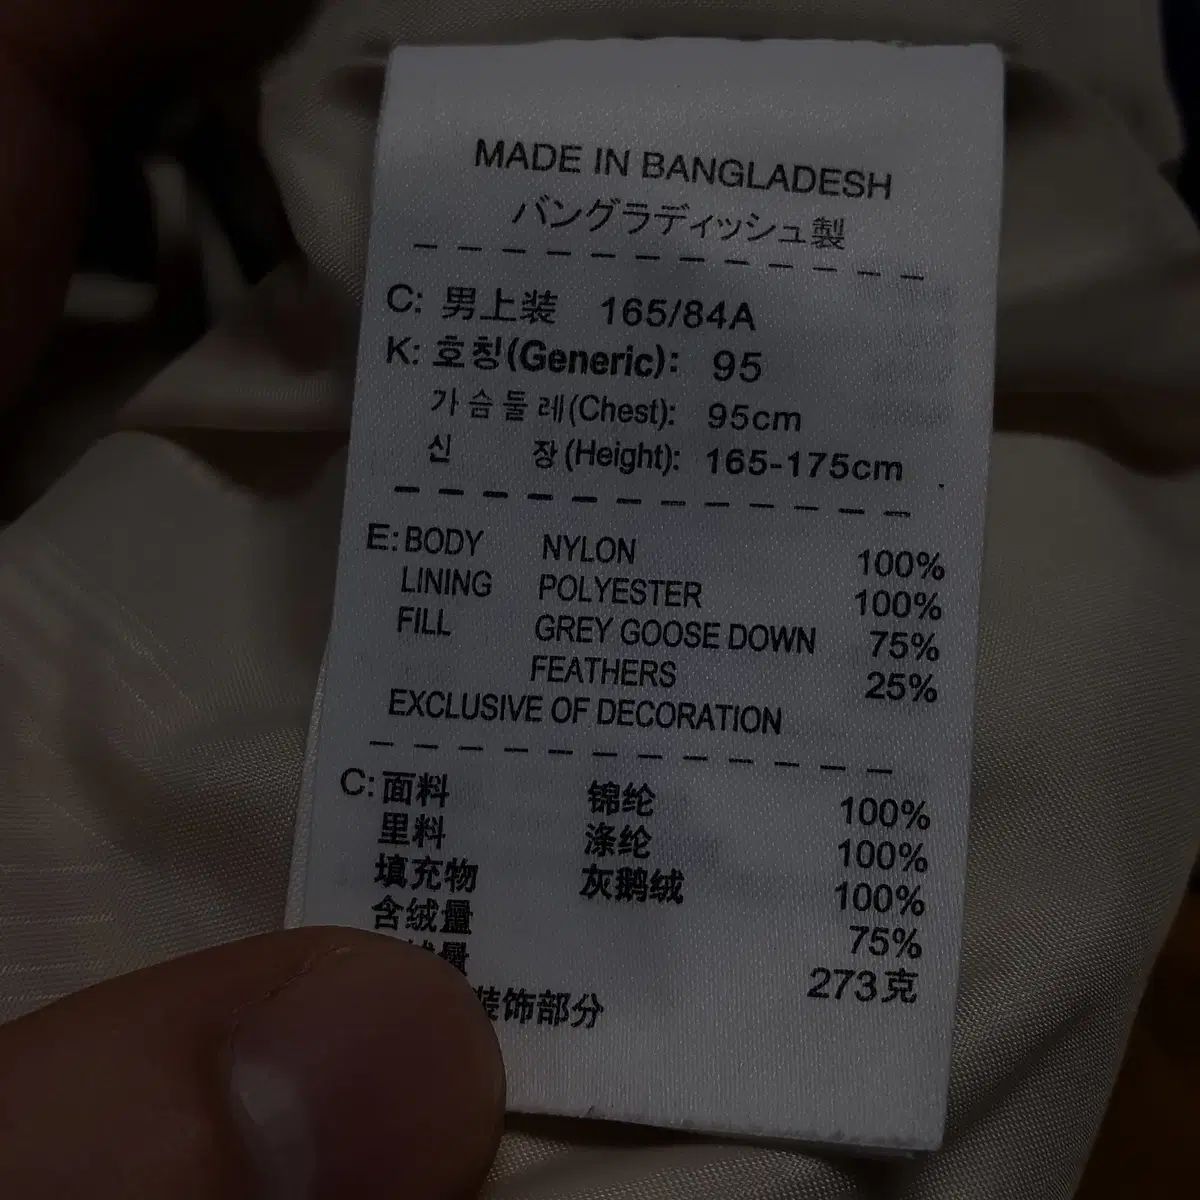 MADE IN BANGLADESH
バングラディッシュ製
C: 男上装 165/84A
K: 호칭(Generic): 95
가슴둘레(Chest): 95cm
신 장(Height): 165-175cm
E: BODY NYLON 100%
LINING POLYESTER 100%
FILL GREY GOOSE DOWN 75%
FEATHERS 25%
EXCLUSIVE OF DECORATION
C: 面料 锦纶 100%
里料 涤纶 100%
填充物 灰鹅绒 100%
含绒量 75%
绒量 273克
装饰部分